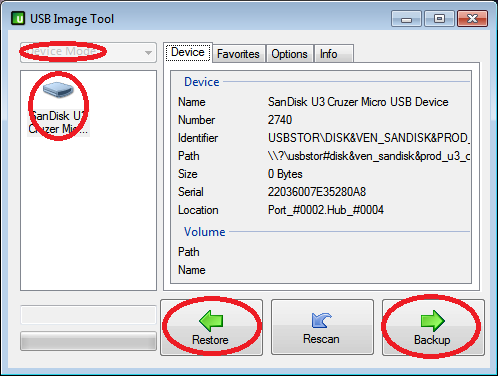 USB Image Tool
Device Mode
Device Favorites Options Info
SanDisk U3
Cruzer Mic...
Device
Name SanDisk U3 Cruzer Micro USB Device
Number 2740
Identifier USBSTOR\DISK&VEN_SANDISK&PROD_
Path \\?\usbstor#disk&ven_sandisk&prod_u3_c
Size 0 Bytes
Serial 22036007E35280A8
Location Port_#0002.Hub_#0004
Volume
Path
Name
Restore Rescan Backup